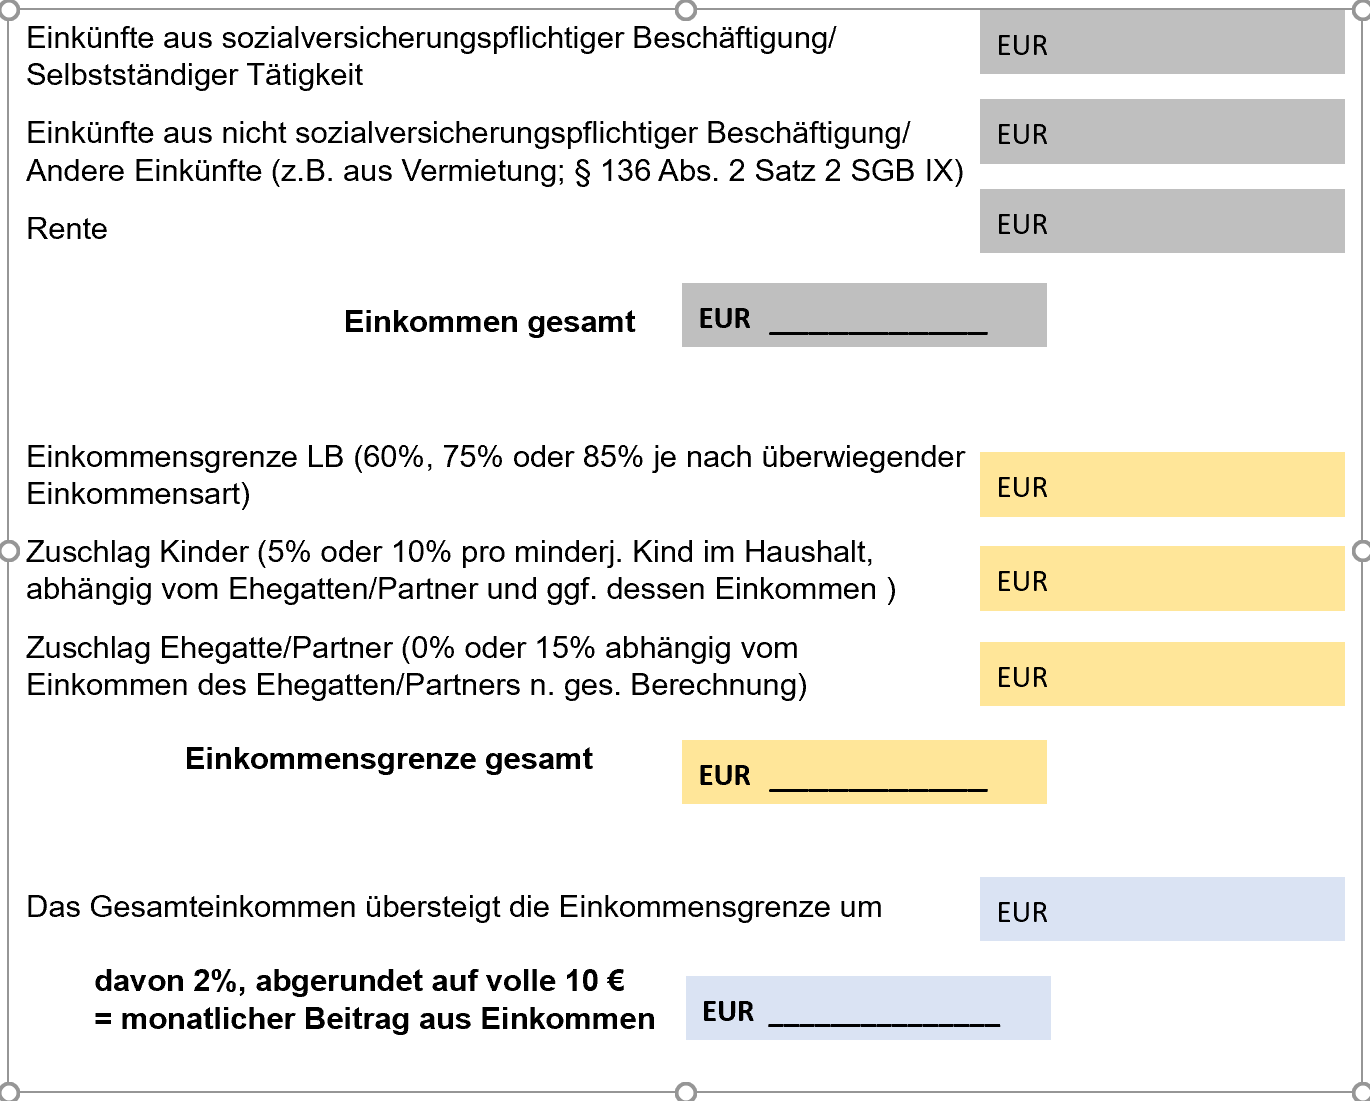 Einkünfte aus sozialversicherungspflichtiger Beschäftigung/
Selbstständiger Tätigkeit
EUR
Einkünfte aus nicht sozialversicherungspflichtiger Beschäftigung/
Andere Einkünfte (z.B. aus Vermietung; § 136 Abs. 2 Satz 2 SGB IX)
EUR
Rente
EUR
Einkommen gesamt
EUR ______________
Einkommensgrenze LB (60%, 75% oder 85% je nach überwiegender
Einkommensart)
EUR
Zuschlag Kinder (5% oder 10% pro minderj. Kind im Haushalt,
abhängig vom Ehegatten/Partner und ggf. dessen Einkommen )
EUR
Zuschlag Ehegatte/Partner (0% oder 15% abhängig vom
Einkommen des Ehegatten/Partners n. ges. Berechnung)
EUR
Einkommensgrenze gesamt
EUR ______________
Das Gesamteinkommen übersteigt die Einkommensgrenze um
EUR
davon 2%, abgerundet auf volle 10 €
= monatlicher Beitrag aus Einkommen
EUR _______________